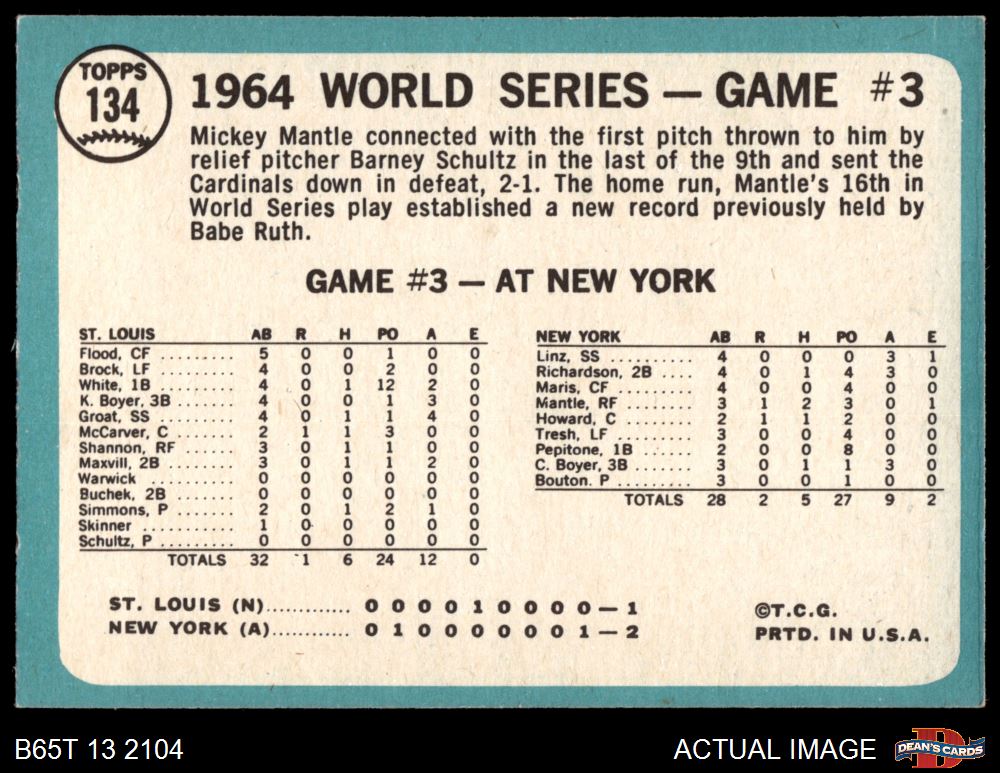 TOPPS
134
1964 WORLD SERIES — GAME #3
Mickey Mantle connected with the first pitch thrown to him by
relief pitcher Barney Schultz in the last of the 9th and sent the
Cardinals down in defeat, 2-1. The home run, Mantle's 16th in
World Series play established a new record previously held by
Babe Ruth.
GAME #3 — AT NEW YORK
ST. LOUIS AB R H PO A E
Flood, CF ......... 5 0 0 1 0 0
Brock, LF ......... 4 0 0 2 0 0
White, 1B ......... 4 0 1 12 2 0
K. Boyer, 3B ....... 4 0 0 1 3 0
Groat, SS ......... 4 0 1 1 4 0
McCarver, C ....... 2 1 1 3 0 0
Shannon, RF ....... 3 0 1 1 0 0
Maxvill, 2B ........ 3 0 1 1 2 0
Warwick ........... 0 0 0 0 0 0
Buchek, 2B ........ 0 0 0 0 0 0
Simmons, P ....... 2 0 1 2 1 0
Skinner ........... 1 0 0 0 0 0
Schultz, P ......... 0 0 0 0 0 0
TOTALS 32 1 6 24 12 0
NEW YORK AB R H PO A E
Linz, SS .......... 4 0 0 0 3 1
Richardson, 2B .... 4 0 1 4 3 0
Maris, CF ......... 4 0 0 4 0 0
Mantle, RF ........ 3 1 2 3 0 1
Howard, C ........ 2 1 1 2 0 0
Tresh, LF ......... 3 0 0 4 0 0
Pepitone, 1B ...... 2 0 0 8 0 0
C. Boyer, 3B ....... 3 0 1 1 3 0
Bouton. P ......... 3 0 0 1 0 0
TOTALS 28 2 5 27 9 2
ST. LOUIS (N)............ 0 0 0 0 1 0 0 0 0 — 1
NEW YORK (A)........... 0 1 0 0 0 0 0 0 1 — 2
©T.C.G.
PRTD. IN U.S.A.
B65T 13 2104
ACTUAL IMAGE
DEAN'S CARDS